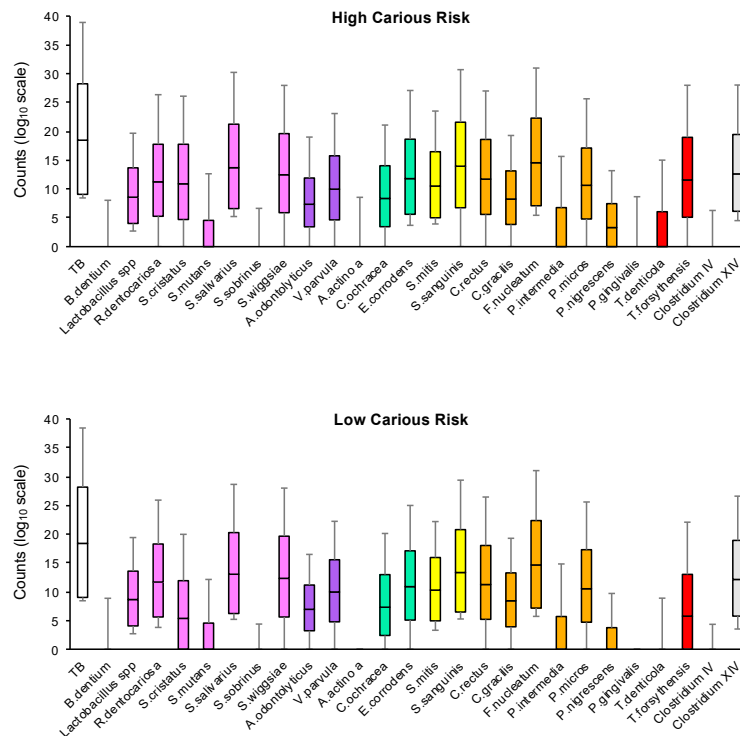 High Carious Risk
Counts (log10 scale)
40
35
30
25
20
15
10
5
0
TB
B.dentium
Lactobacillus spp
R.dentocariosa
S.cristatus
S.mutans
S.salivarius
S.sobrinus
S.wiggsiae
A.odontolyticus
V.parvula
A.actino a
C.ochracea
E.corrodens
S.mitis
S.sanguinis
C.rectus
C.gracilis
F.nucleatum
P.intermedia
P.micros
P.nigrescens
P.gingivalis
T.denticola
T.forsythensis
Clostridium IV
Clostridium XIV
Low Carious Risk
Counts (log10 scale)
40
35
30
25
20
15
10
5
0
TB
B.dentium
Lactobacillus spp
R.dentocariosa
S.cristatus
S.mutans
S.salivarius
S.sobrinus
S.wiggsiae
A.odontolyticus
V.parvula
A.actino a
C.ochracea
E.corrodens
S.mitis
S.sanguinis
C.rectus
C.gracilis
F.nucleatum
P.intermedia
P.micros
P.nigrescens
P.gingivalis
T.denticola
T.forsythensis
Clostridium IV
Clostridium XIV